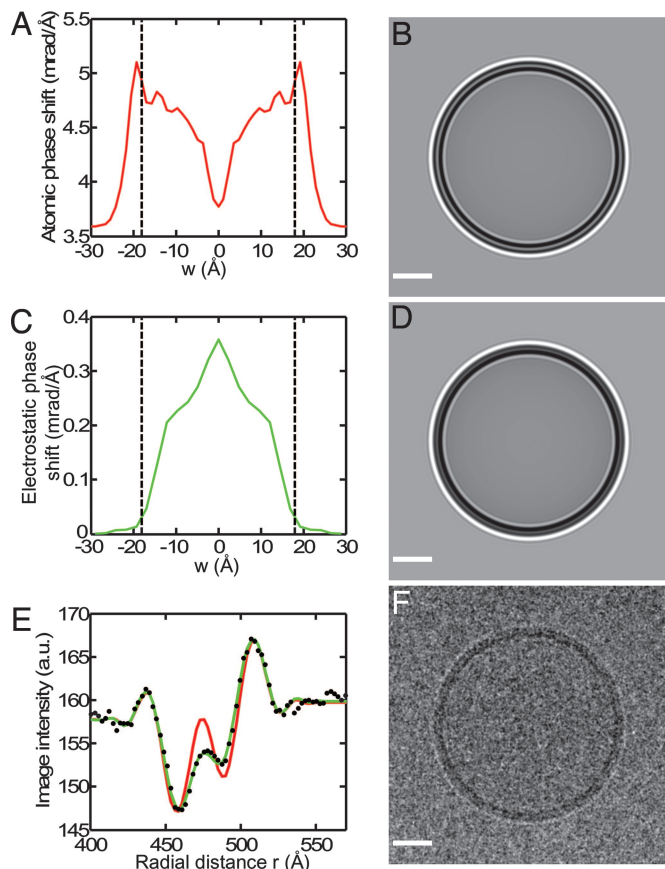 A
Atomic phase shift (mrad/Å)
5.5
5
4.5
4
3.5
-30 -20 -10 0 10 20 30
w (Å)
B
C
Electrostatic phase
shift (mrad/Å)
0.4
0.3
0.2
0.1
0
-30 -20 -10 0 10 20 30
w (Å)
D
E
Image intensity (a.u.)
170
165
160
155
150
145
400 450 500 550
Radial distance r (Å)
F